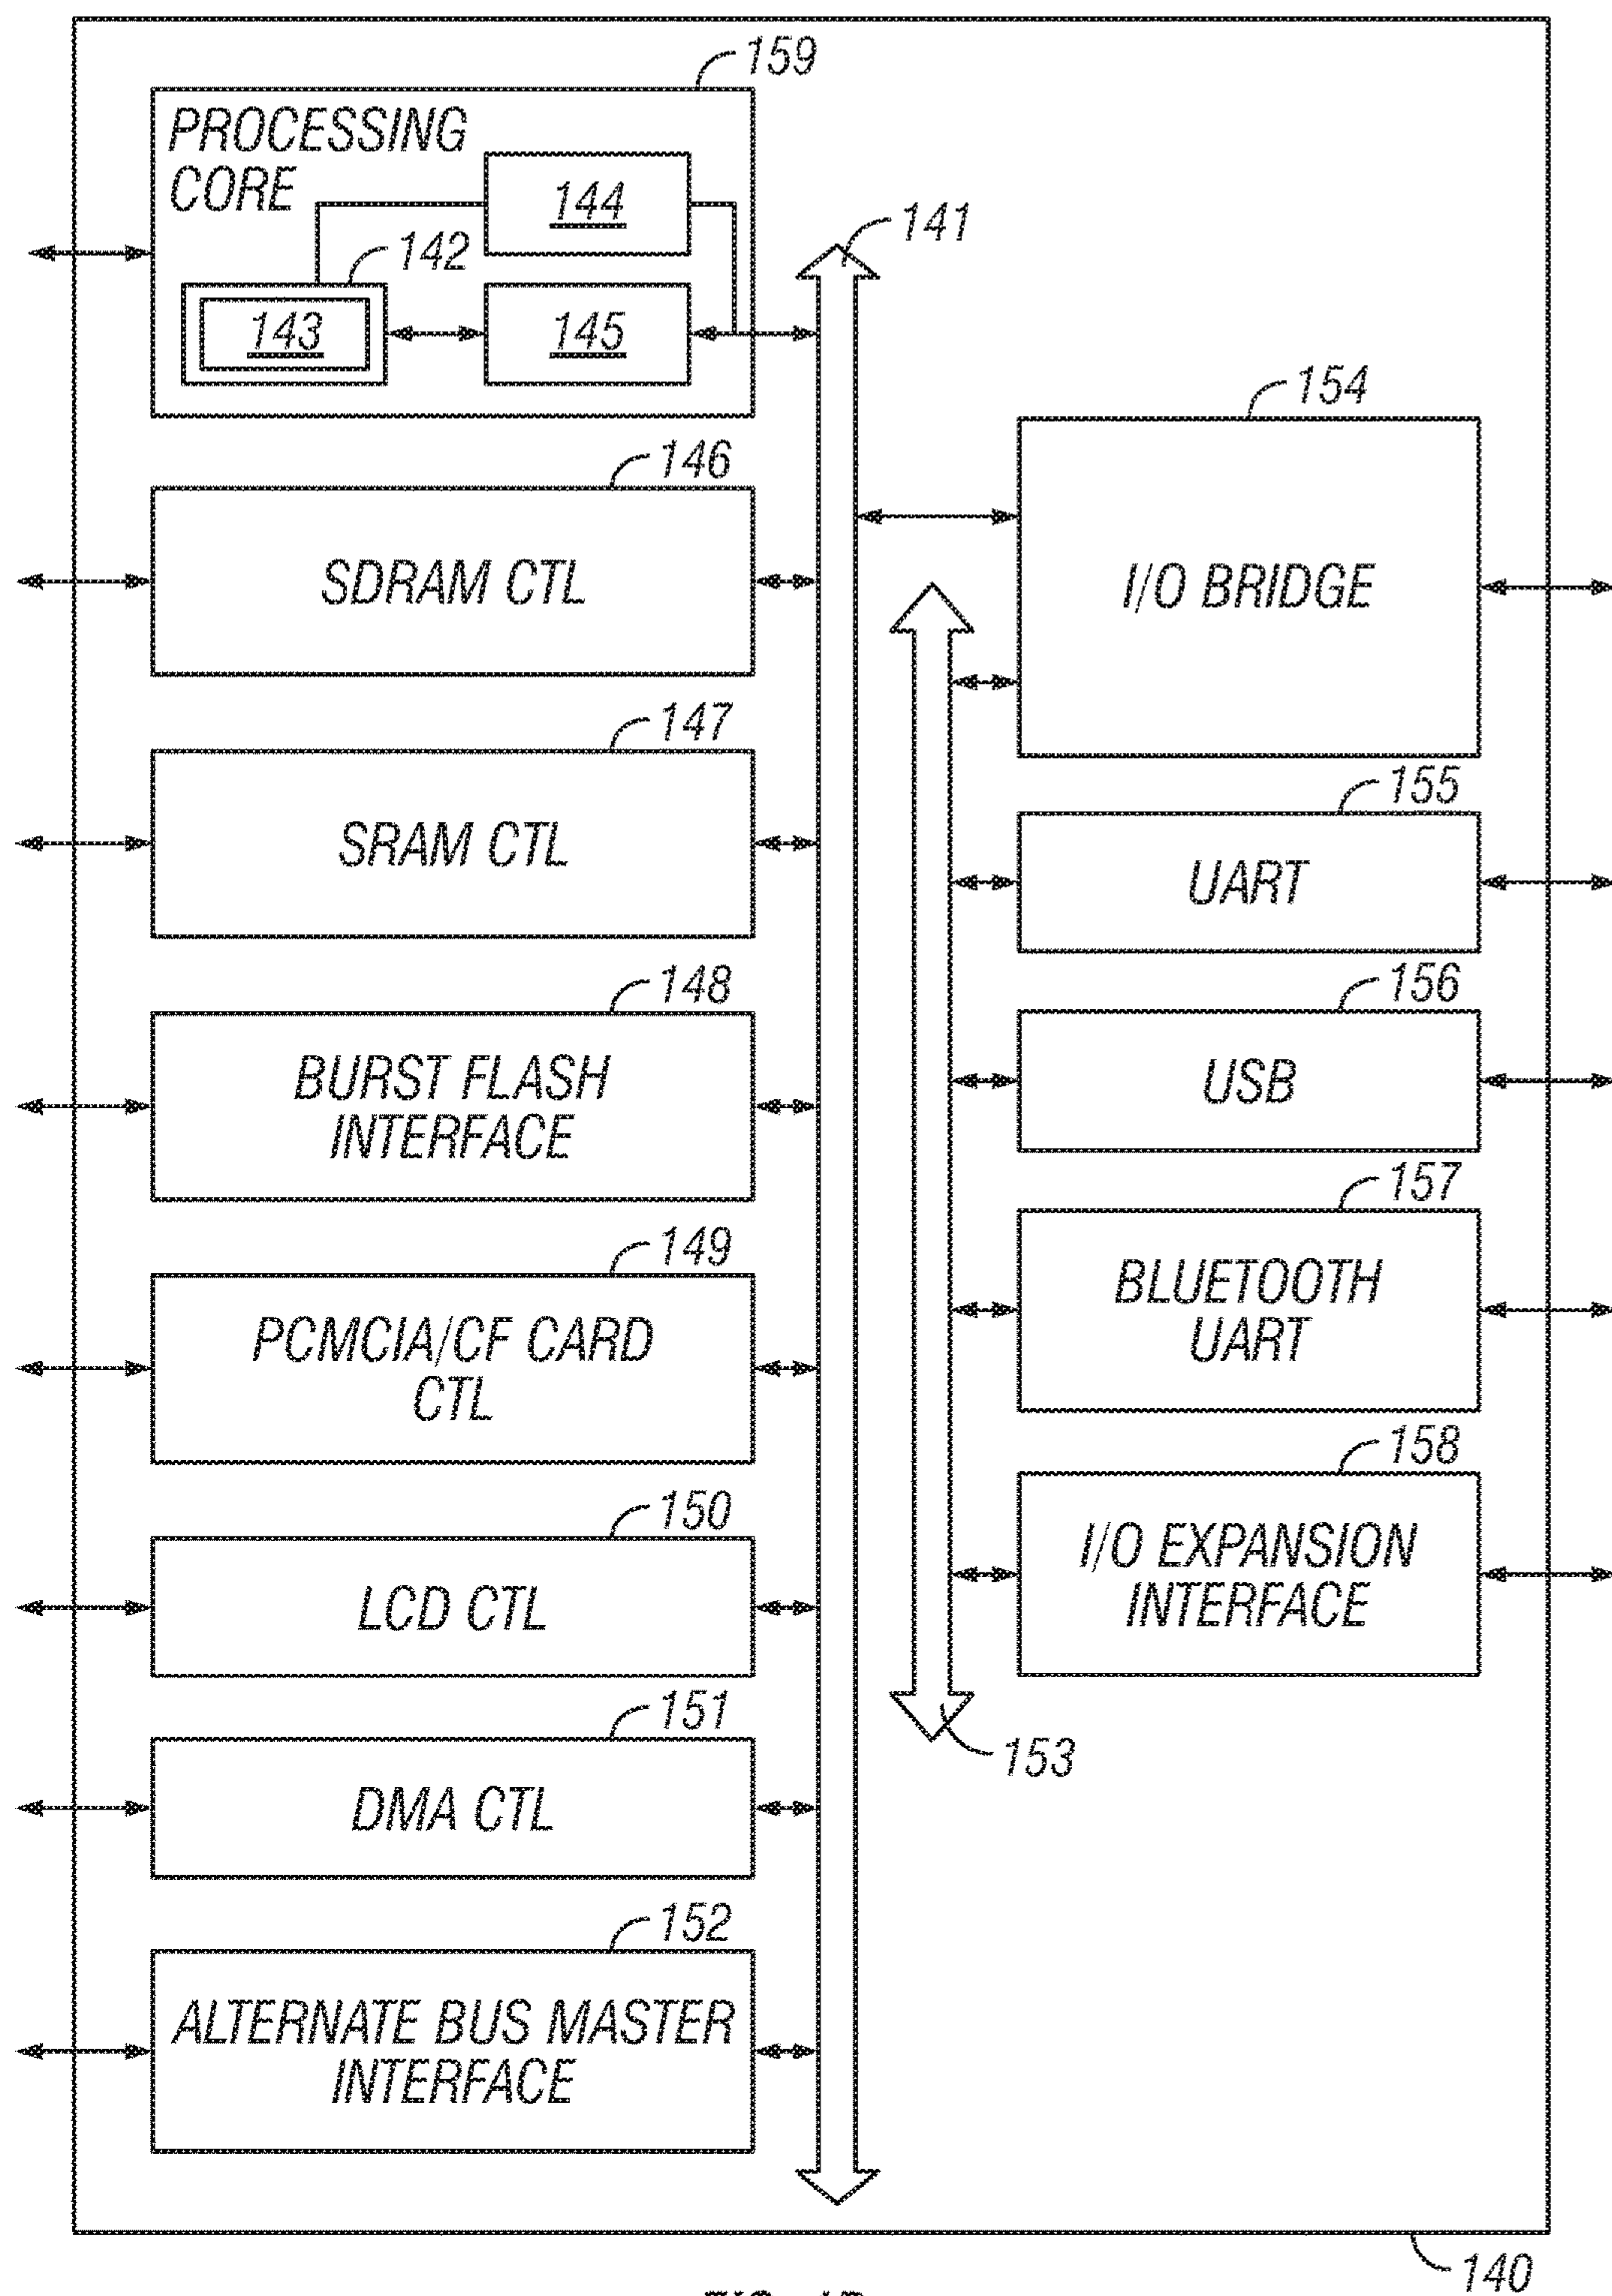 159
PROCESSING
CORE
144
142
143
145
141
154
146
SDRAM CTL
I/O BRIDGE
147
SRAM CTL
155
UART
148
BURST FLASH
INTERFACE
156
USB
149
PCMCIA/CF CARD
CTL
157
BLUETOOTH
UART
150
LCD CTL
158
I/O EXPANSION
INTERFACE
151
DMA CTL
153
152
ALTERNATE BUS MASTER
INTERFACE
140